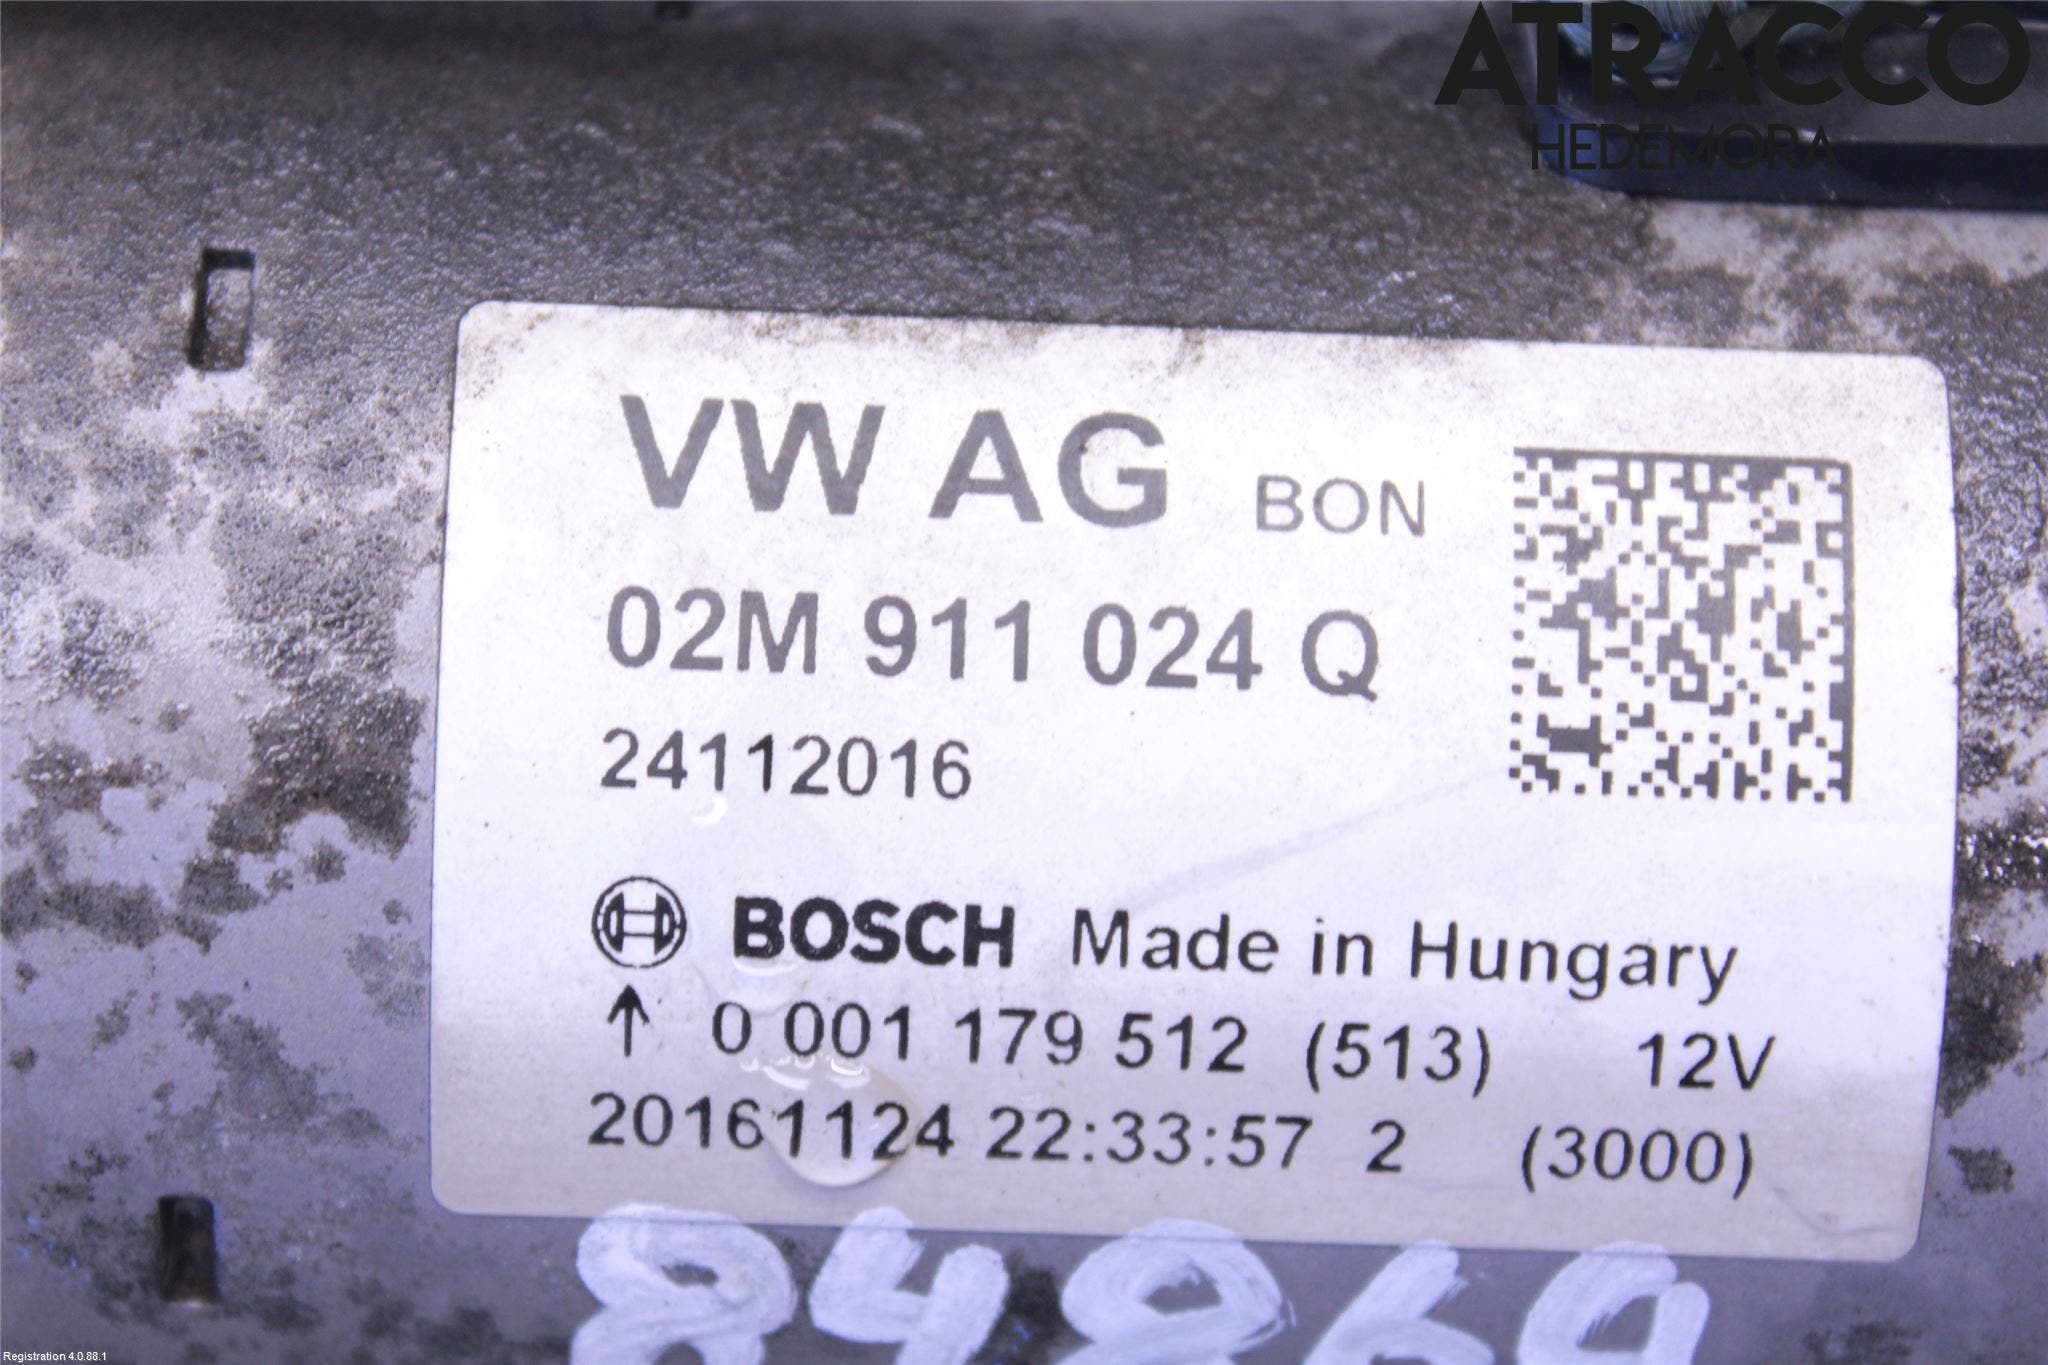 ATRACCO
HEDEMORA
VW AG BON
02M 911 024 Q
24112016
BOSCH Made in Hungary
↑ 0 001 179 512 (513) 12V
20161124 22:33:57 2 (3000)
84869
Registration 4.0.88.1